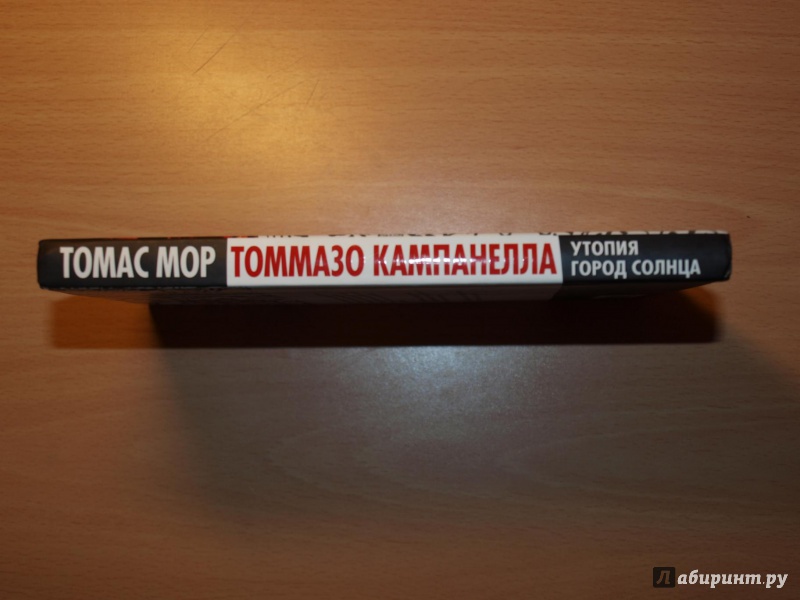 ТОМАС МОР
ТОММАЗО КАМПАНЕЛЛА
УТОПИЯ
ГОРОД СОЛНЦА
Лабиринт.ру